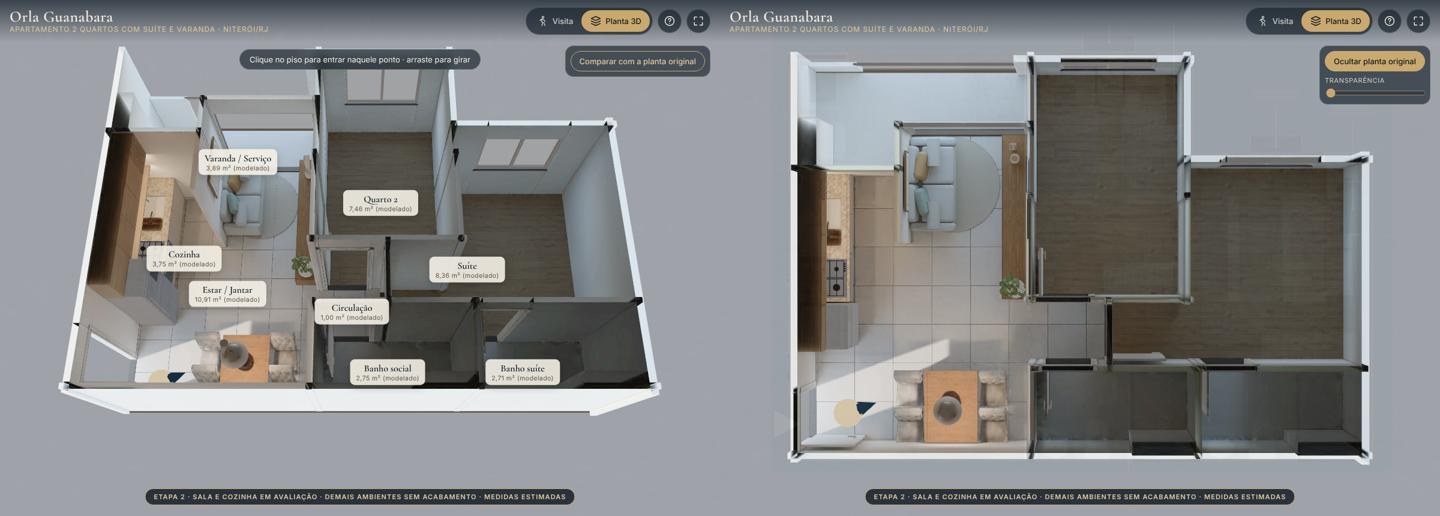 Orla Guanabara
APARTAMENTO 2 QUARTOS COM SUÍTE E VARANDA · NITERÓI/RJ
Visita
Planta 3D
Clique no piso para entrar naquele ponto · arraste para girar
Comparar com a planta original
Varanda / Serviço
3,89 m² (modelado)
Quarto 2
7,46 m² (modelado)
Cozinha
3,75 m² (modelado)
Suíte
8,36 m² (modelado)
Estar / Jantar
10,91 m² (modelado)
Circulação
1,00 m² (modelado)
Banho social
2,75 m² (modelado)
Banho suíte
2,71 m² (modelado)
ETAPA 2 · SALA E COZINHA EM AVALIAÇÃO · DEMAIS AMBIENTES SEM ACABAMENTO · MEDIDAS ESTIMADAS
Orla Guanabara
APARTAMENTO 2 QUARTOS COM SUÍTE E VARANDA · NITERÓI/RJ
Visita
Planta 3D
Ocultar planta original
TRANSPARÊNCIA
ETAPA 2 · SALA E COZINHA EM AVALIAÇÃO · DEMAIS AMBIENTES SEM ACABAMENTO · MEDIDAS ESTIMADAS